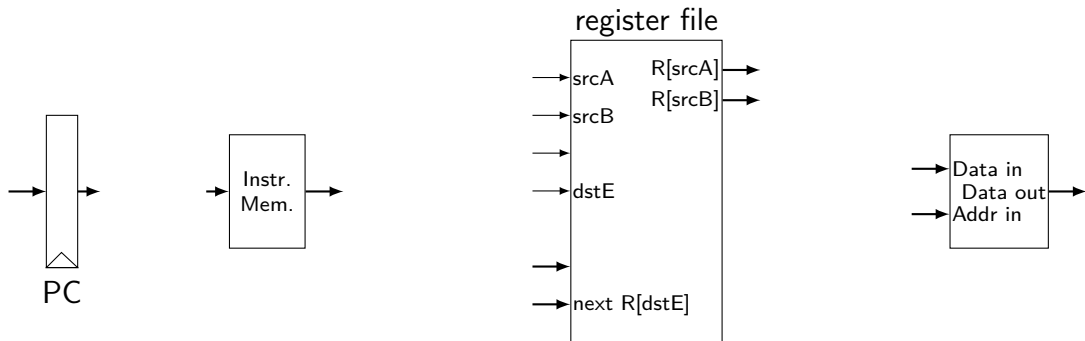 register file
srcA
R[srcA]
srcB
R[srcB]
dstE
next R[dstE]
PC
Instr.
Mem.
Data in
Data out
Addr in